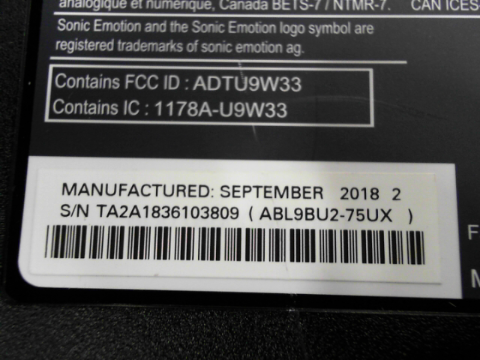 analogique et numérique, Canada BETS-7 / NTMR-7. CAN ICES
Sonic Emotion and the Sonic Emotion logo symbol are
registered trademarks of sonic emotion ag.
Contains FCC ID : ADTU9W33
Contains IC : 1178A-U9W33
MANUFACTURED: SEPTEMBER 2018 2
S/N TA2A1836103809 ( ABL9BU2-75UX )
F
M